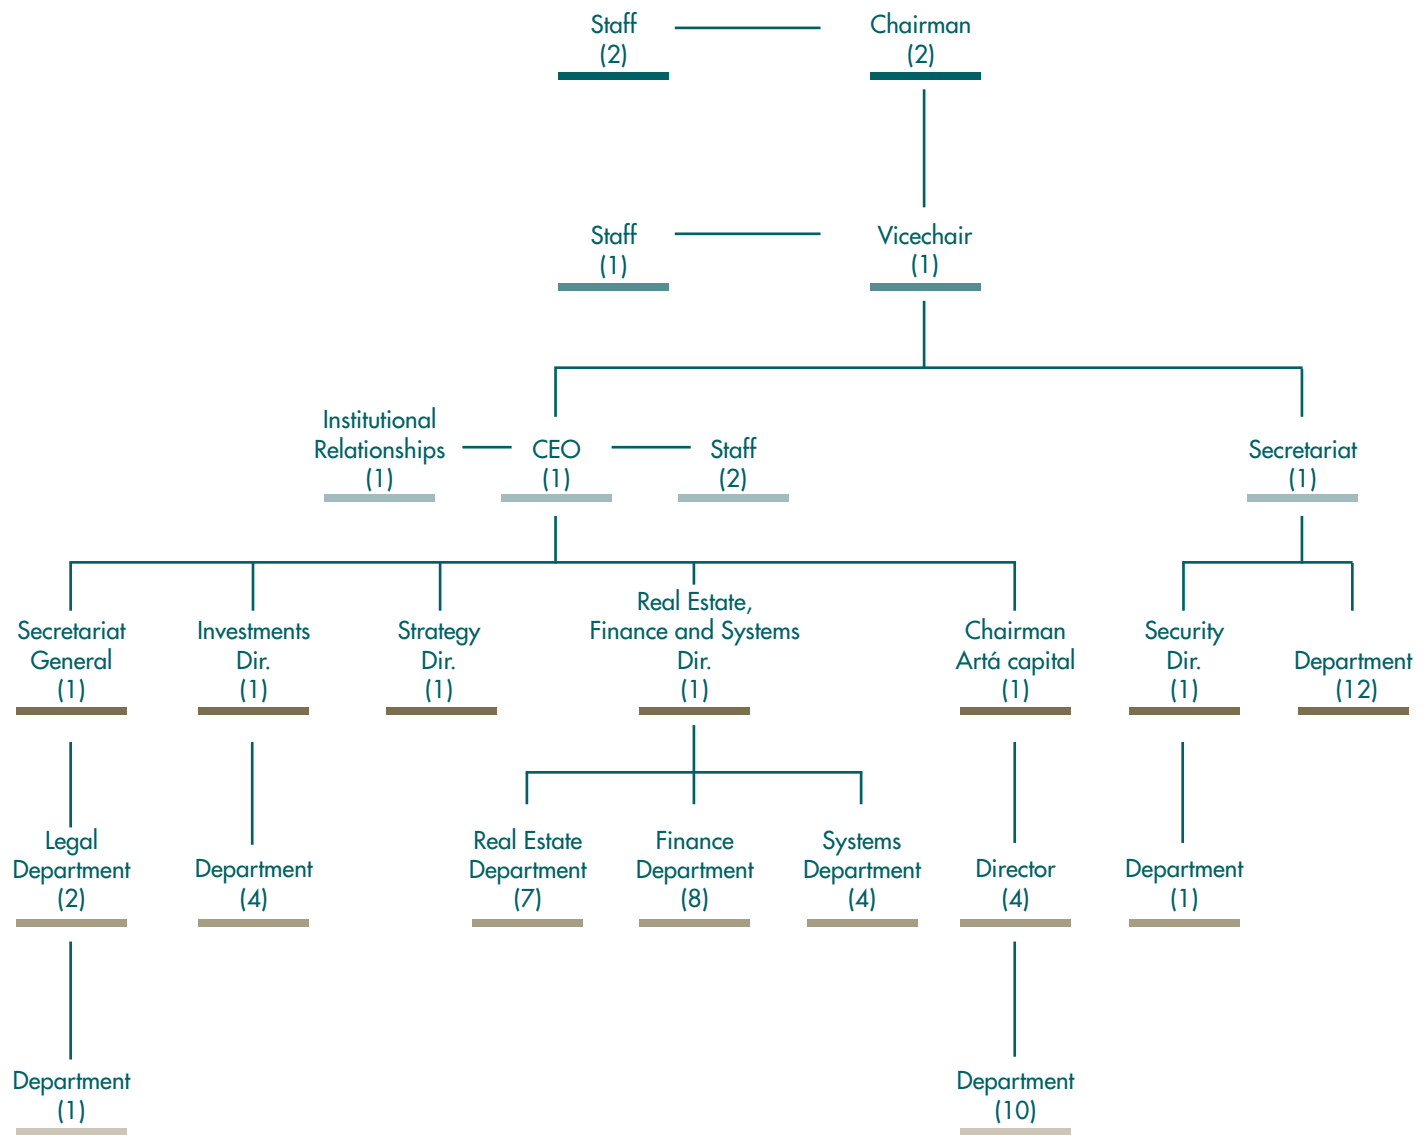 Staff
(2)
Chairman
(2)
Staff
(1)
Vicechair
(1)
Institutional
Relationships
(1)
CEO
(1)
Staff
(2)
Secretariat
(1)
Secretariat
General
(1)
Investments
Dir.
(1)
Strategy
Dir.
(1)
Real Estate,
Finance and Systems
Dir.
(1)
Chairman
Artá capital
(1)
Security
Dir.
(1)
Department
(12)
Legal
Department
(2)
Department
(4)
Real Estate
Department
(7)
Finance
Department
(8)
Systems
Department
(4)
Director
(4)
Department
(1)
Department
(1)
Department
(10)